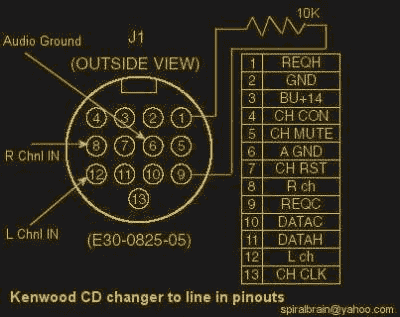 10K
Audio Ground
J1
(OUTSIDE VIEW)
4 3 2 1
8 7 6 5
12 11 10 9
13
R Chnl IN
L Chnl IN
(E30-0825-05)
1 REQH
2 GND
3 BU+14
4 CH CON
5 CH MUTE
6 A GND
7 CH RST
8 R ch
9 REQC
10 DATAC
11 DATAH
12 L ch
13 CH CLK
Kenwood CD changer to line in pinouts
spiralbrain@yahoo.com